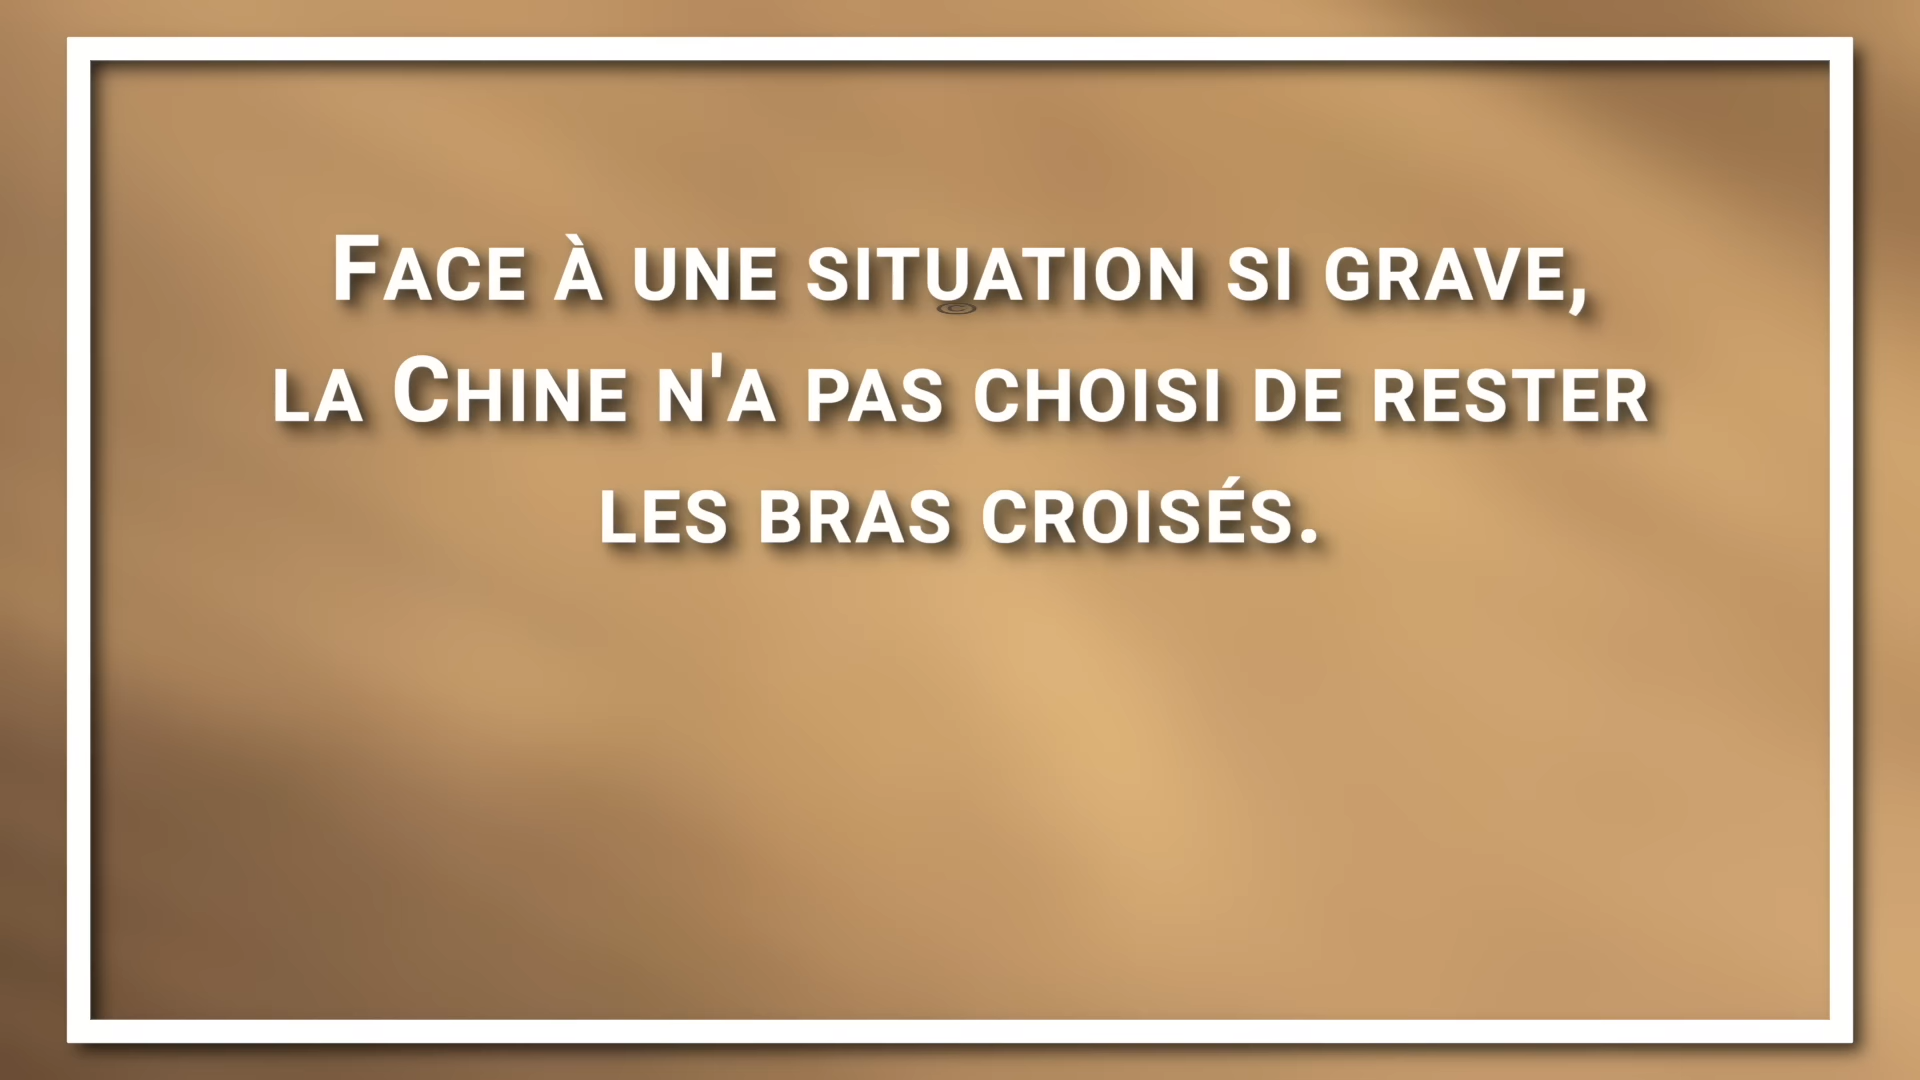 Face à une situation si grave,
la Chine n'a pas choisi de rester
les bras croisés.
©